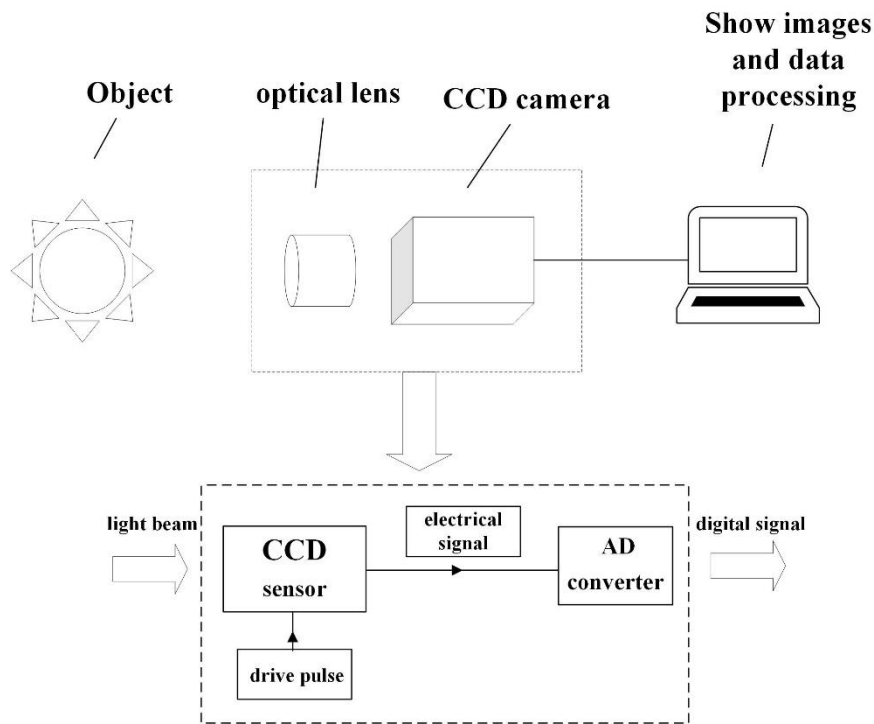 Show images
and data
processing
Object
optical lens
CCD camera
light beam
electrical
signal
digital signal
CCD
sensor
AD
converter
drive pulse